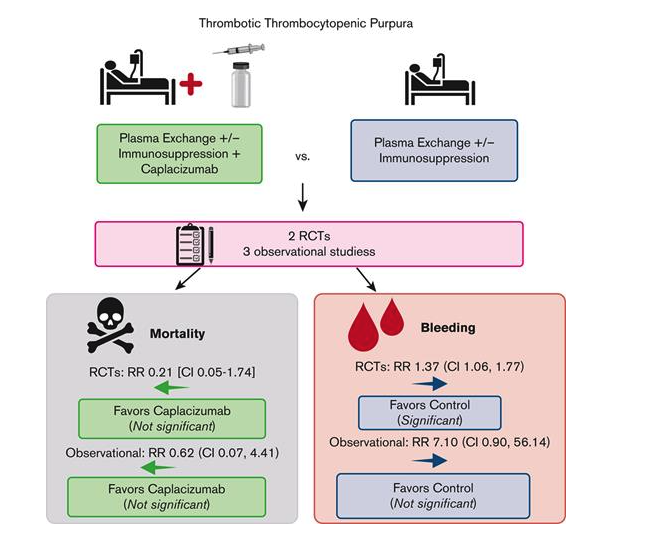 Thrombotic Thrombocytopenic Purpura
Plasma Exchange +/–
Immunosuppression +
Caplacizumab
vs.
Plasma Exchange +/–
Immunosuppression
2 RCTs
3 observational studiess
Mortality
RCTs: RR 0.21 [CI 0.05-1.74]
Favors Caplacizumab
(Not significant)
Observational: RR 0.62 (CI 0.07, 4.41)
Favors Caplacizumab
(Not significant)
Bleeding
RCTs: RR 1.37 (CI 1.06, 1.77)
Favors Control
(Significant)
Observational: RR 7.10 (CI 0.90, 56.14)
Favors Control
(Not significant)